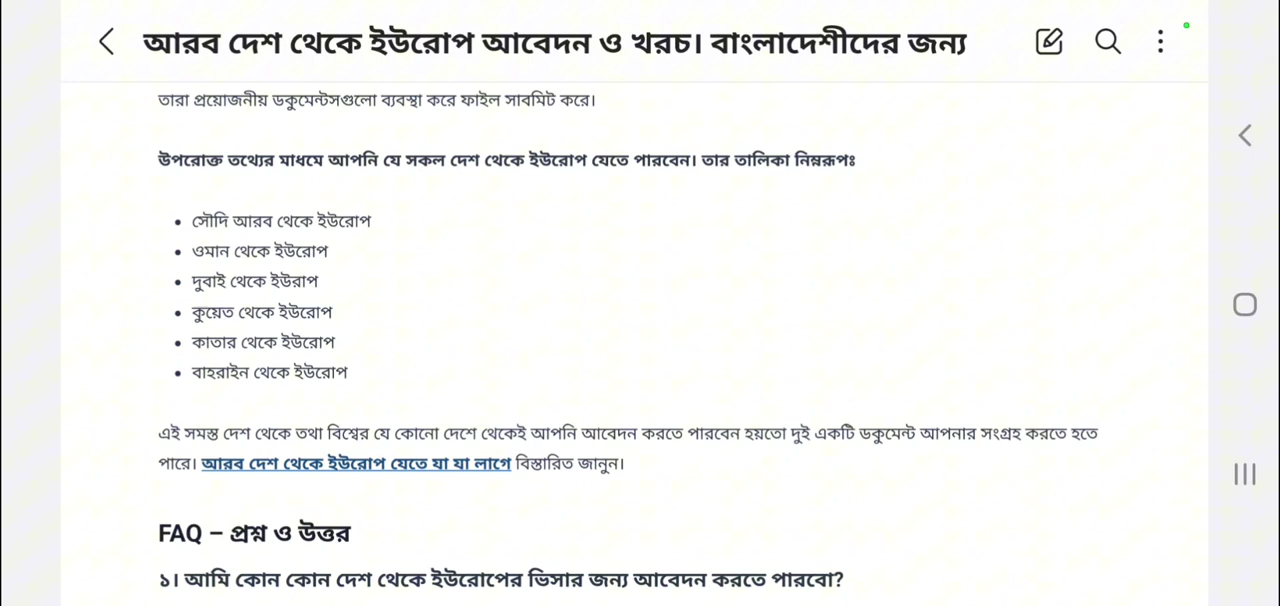 আরব দেশ থেকে ইউরোপ আবেদন ও খরচ। বাংলাদেশীদের জন্য
তারা প্রয়োজনীয় ডকুমেন্টসগুলো ব্যবস্থা করে ফাইল সাবমিট করে।
উপরোক্ত তথ্যের মাধমে আপনি যে সকল দেশ থেকে ইউরোপ যেতে পারবেন। তার তালিকা নিম্নরূপঃ
• সৌদি আরব থেকে ইউরোপ
• ওমান থেকে ইউরোপ
• দুবাই থেকে ইউরাপ
• কুয়েত থেকে ইউরোপ
• কাতার থেকে ইউরোপ
• বাহরাইন থেকে ইউরোপ
এই সমস্ত দেশ থেকে তথা বিশ্বের যে কোনো দেশে থেকেই আপনি আবেদন করতে পারবেন হয়তো দুই একটি ডকুমেন্ট আপনার সংগ্রহ করতে হতে
পারে। আরব দেশ থেকে ইউরোপ যেতে যা যা লাগে বিস্তারিত জানুন।
FAQ – প্রশ্ন ও উত্তর
১। আমি কোন কোন দেশ থেকে ইউরোপের ভিসার জন্য আবেদন করতে পারবো?